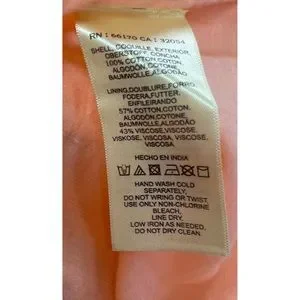 RN : 66170 CA : 32054
SHELL, COQUILLE, EXTERIOR,
OBERSTOFF, CONCHA
100% COTTON, COTON,
ALGODÓN, COTONE,
BAUMWOLLE, ALGODÃO
LINING, DOUBLURE, FORRO,
FODERA, FUTTER,
ENFILEIRANDO
57% COTTON, COTON,
ALGODÓN, COTONE,
BAUMWOLLE, ALGODÃO
43% VISCOSE, VISCOSE,
VISCOSA, VISCOSE, VISKOSE,
VISCOSA
HECHO EN INDIA
HAND WASH COLD
SEPARATELY.
DO NOT WRING OR TWIST,
USE ONLY NON-CHLORINE
BLEACH,
LINE DRY.
LOW IRON AS NEEDED,
DO NOT DRY CLEAN